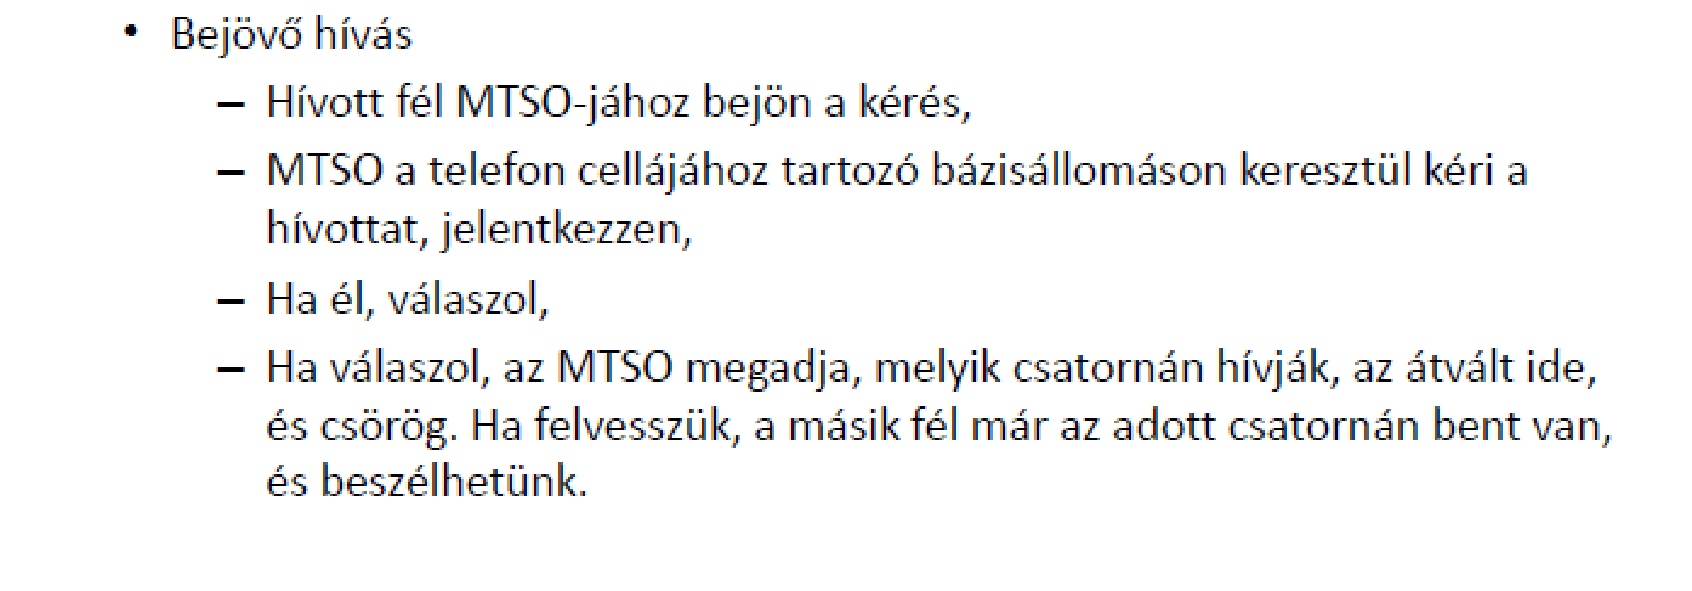 • Bejövő hívás
– Hívott fél MTSO-jához bejön a kérés,
– MTSO a telefon cellájához tartozó bázisállomáson keresztül kéri a
hívottat, jelentkezzen,
– Ha él, válaszol,
– Ha válaszol, az MTSO megadja, melyik csatornán hívják, az átvált ide,
és csörög. Ha felvesszük, a másik fél már az adott csatornán bent van,
és beszélhetünk.